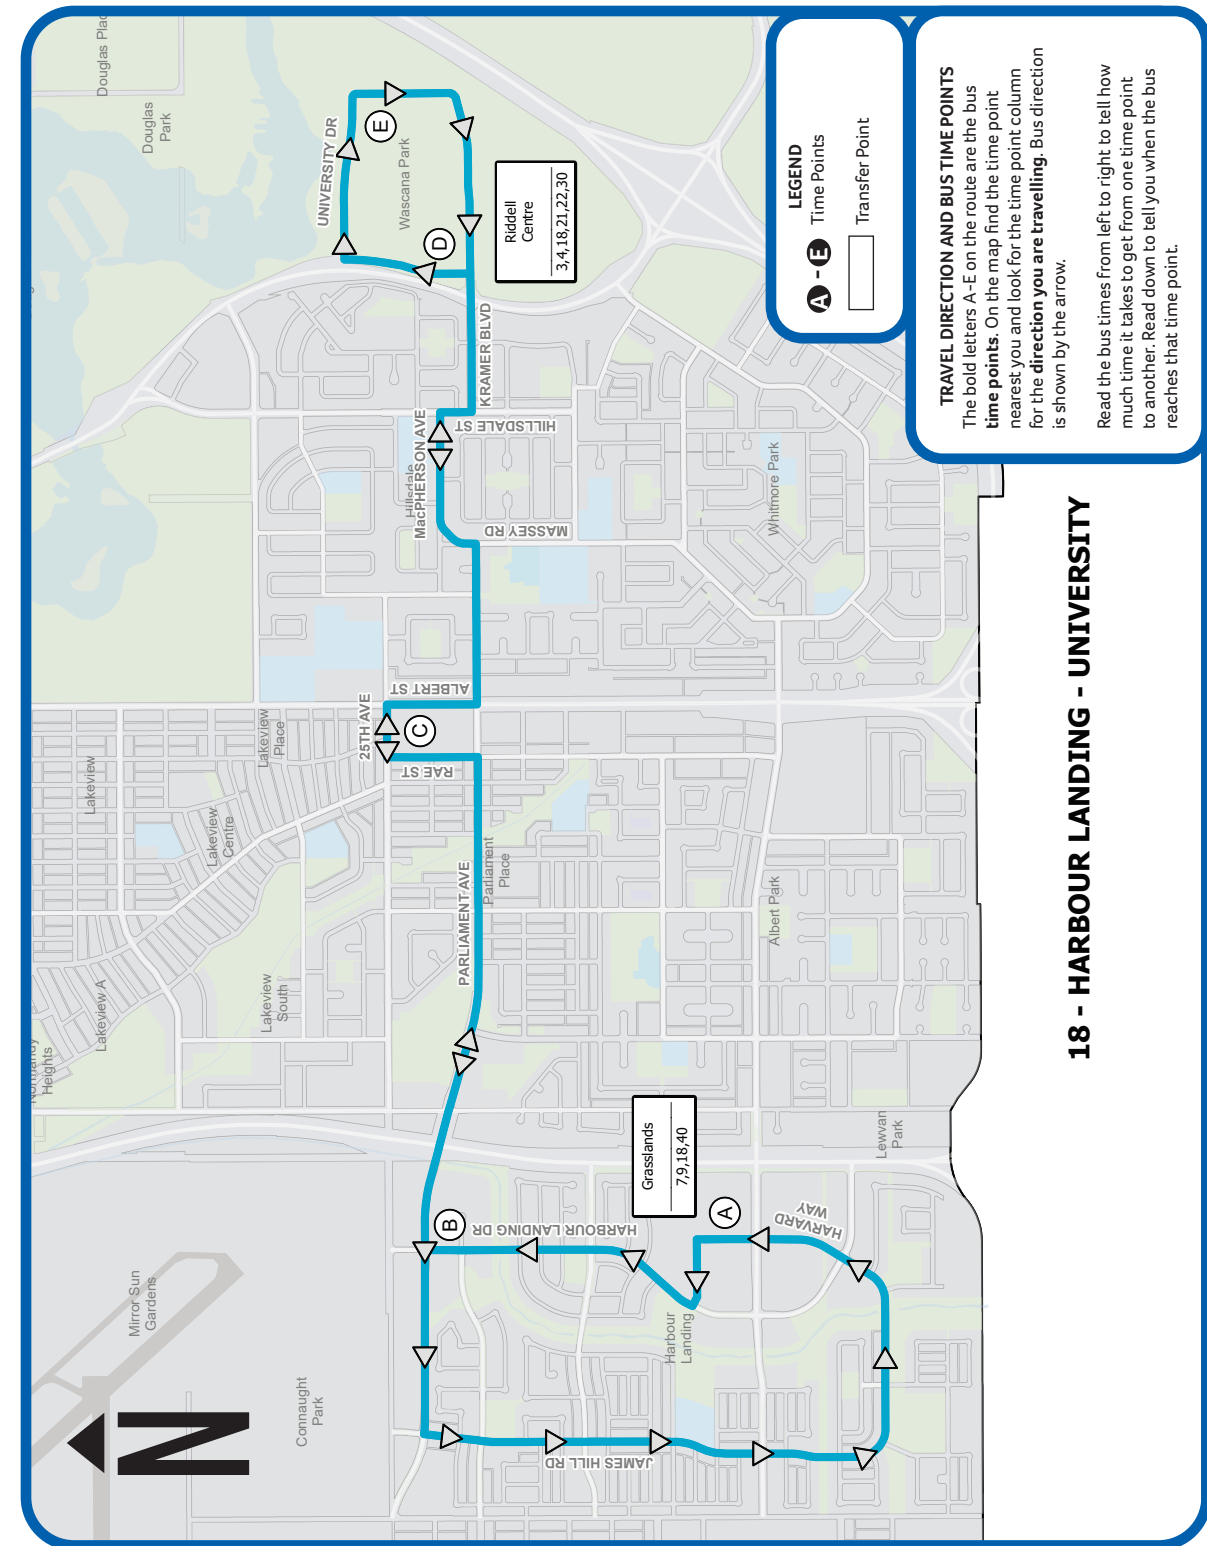 18 - HARBOUR LANDING - UNIVERSITY
N
Mirror Sun
Gardens
Connaught
Park
Heights
Lakeview A
Lakeview
South
Lakeview
Lakeview
Centre
Lakeview
Place
Douglas
Park
Wascana Park
UNIVERSITY DR
E
D
Riddell
Centre
3,4,18,21,22,30
KRAMER BLVD
HILLSDALE ST
MacPHERSON AVE
Hillsdale
MASSEY RD
Whitmore Park
ALBERT ST
25TH AVE
C
RAE ST
PARLIAMENT AVE
Parliament
Place
Albert Park
Lewvan
Park
Grasslands
7,9,18,40
A
HARVARD
WAY
B
HARBOUR LANDING DR
Harbour
Landing
JAMES HILL RD
LEGEND
A - E Time Points
Transfer Point
TRAVEL DIRECTION AND BUS TIME POINTS
The bold letters A-E on the route are the bus
time points. On the map find the time point
nearest you and look for the time point column
for the direction you are travelling. Bus direction
is shown by the arrow.
Read the bus times from left to right to tell how
much time it takes to get from one time point
to another. Read down to tell you when the bus
reaches that time point.